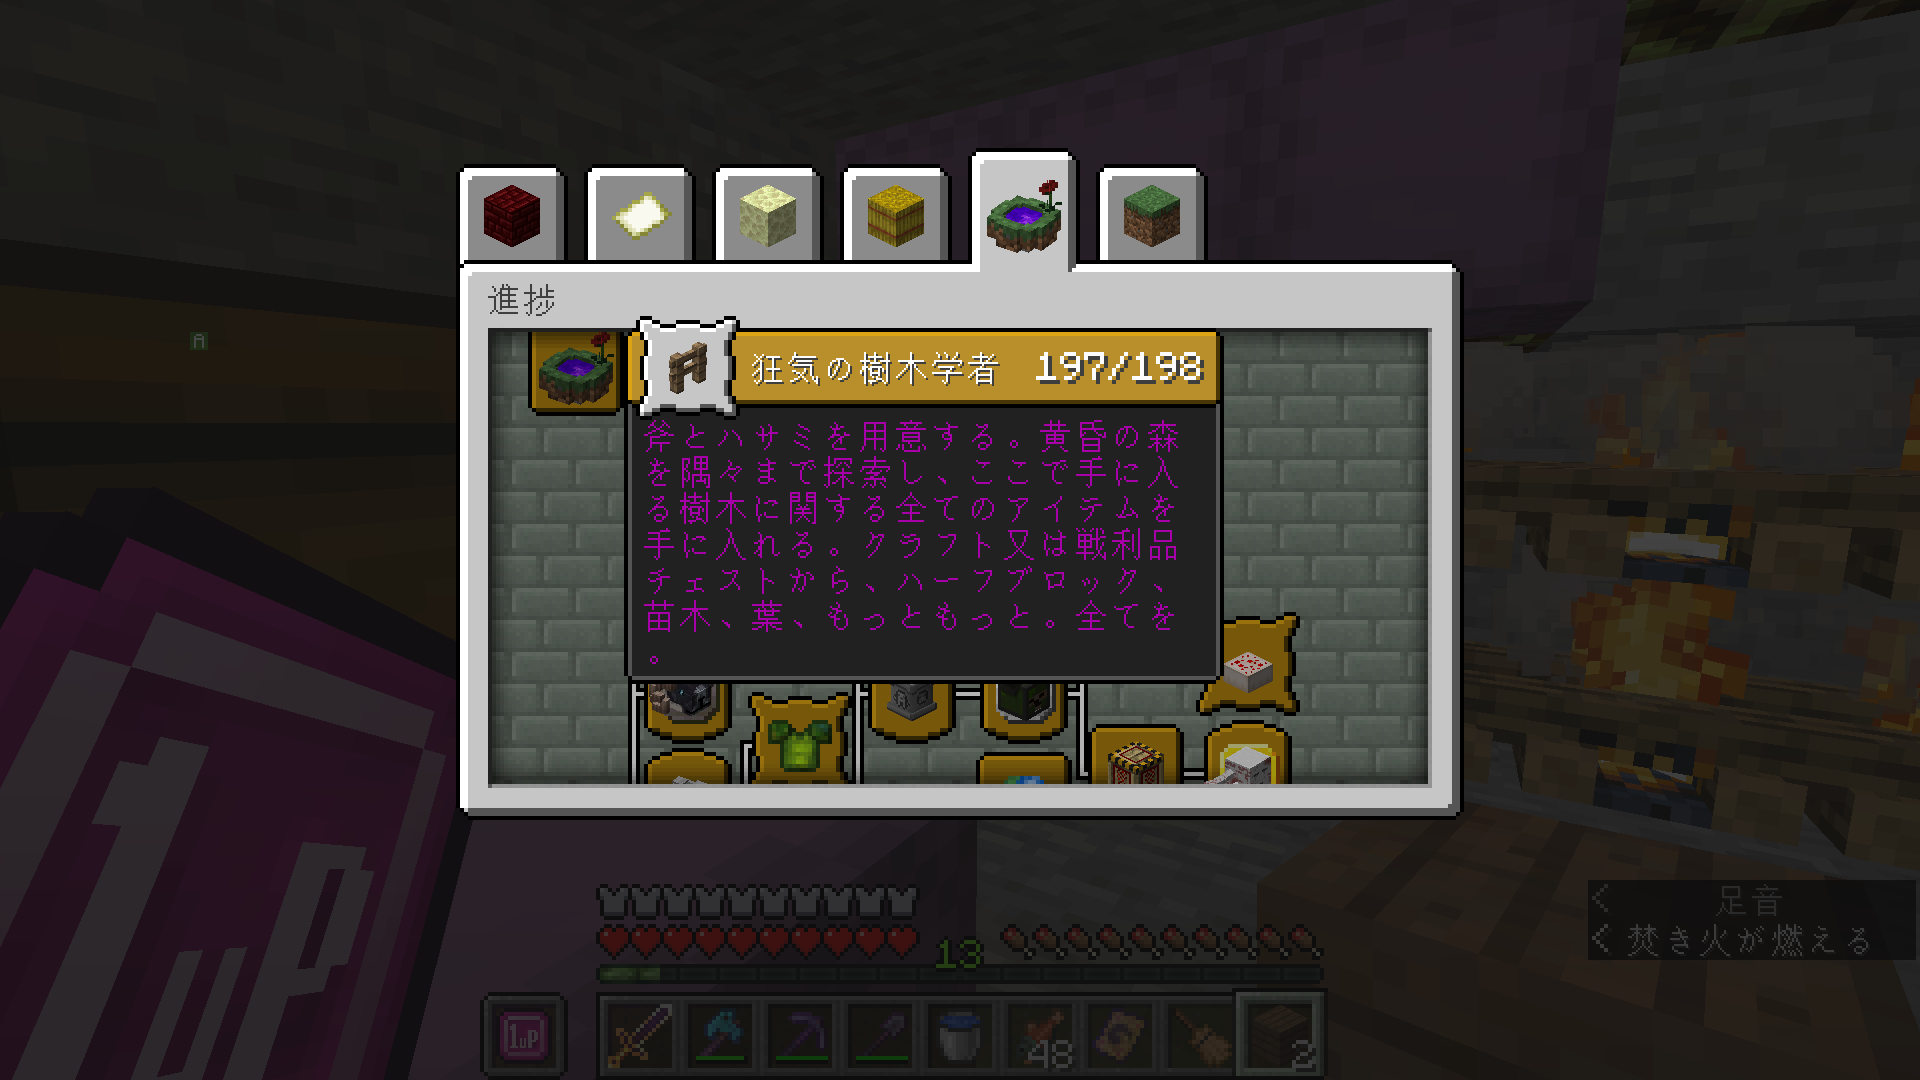 進捗
狂気の樹木学者 197/198
斧とハサミを用意する。黄昏の森
を隅々まで探索し、ここで手に入
る樹木に関する全てのアイテムを
手に入れる。クラフト又は戦利品
チェストから、ハーフブロック、
苗木、葉、もっともっと。全てを
。
A
1uP
足音
焚き火が燃える
13
1uP
48
2